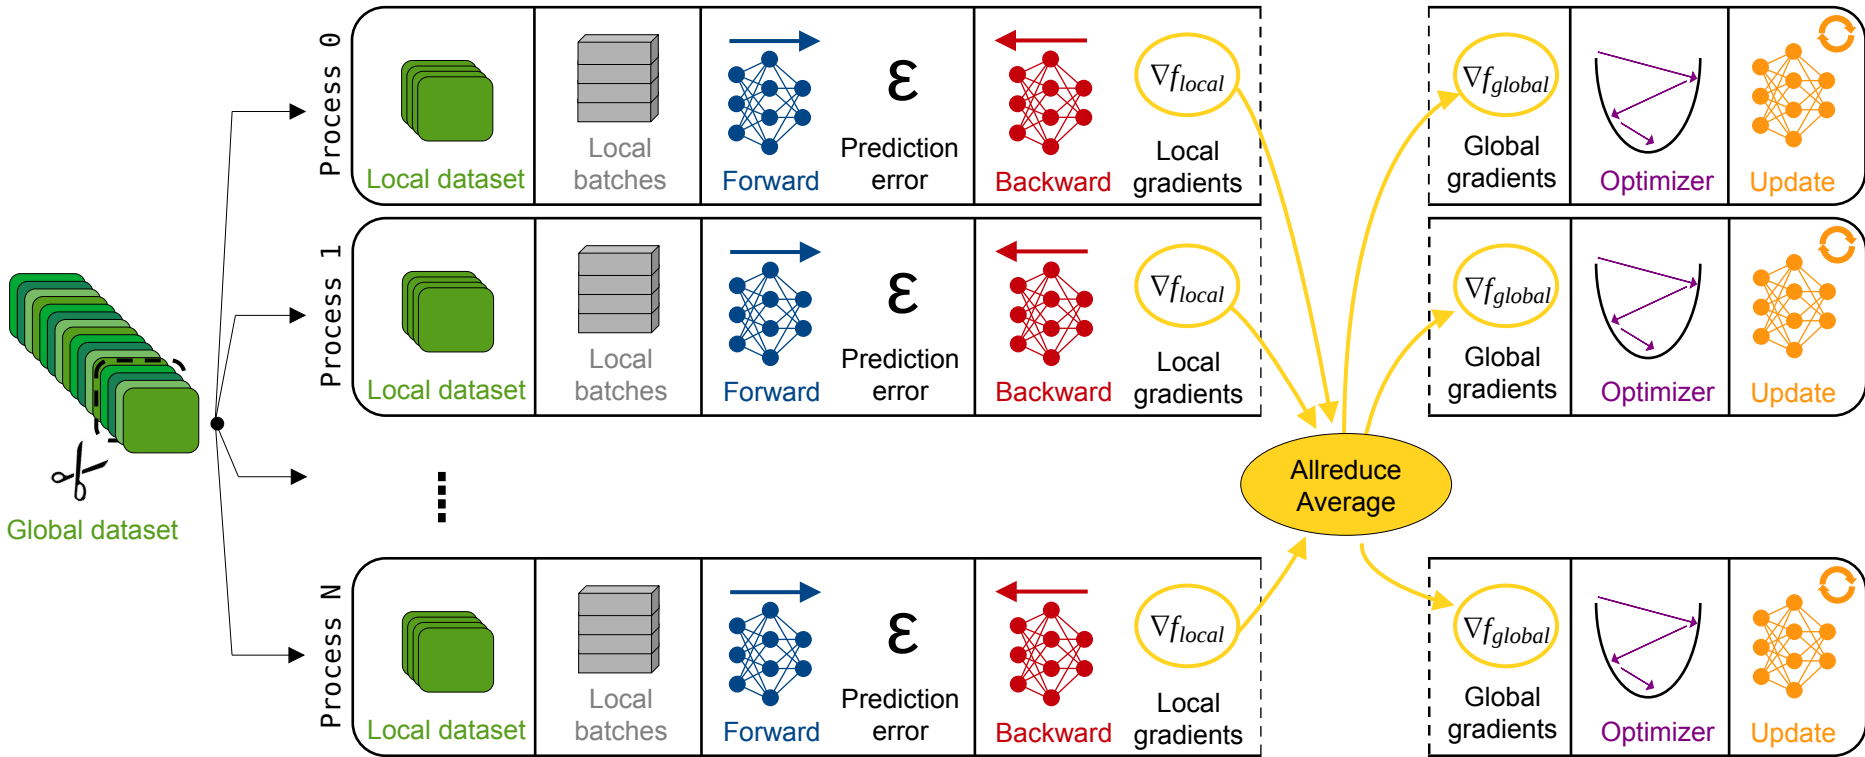 Process 0
Local dataset
Local
batches
Forward
ε
Prediction
error
Backward
∇f_local
Local
gradients
∇f_global
Global
gradients
Optimizer
Update
Process 1
Local dataset
Local
batches
Forward
ε
Prediction
error
Backward
∇f_local
Local
gradients
∇f_global
Global
gradients
Optimizer
Update
Global dataset
Allreduce
Average
Process N
Local dataset
Local
batches
Forward
ε
Prediction
error
Backward
∇f_local
Local
gradients
∇f_global
Global
gradients
Optimizer
Update